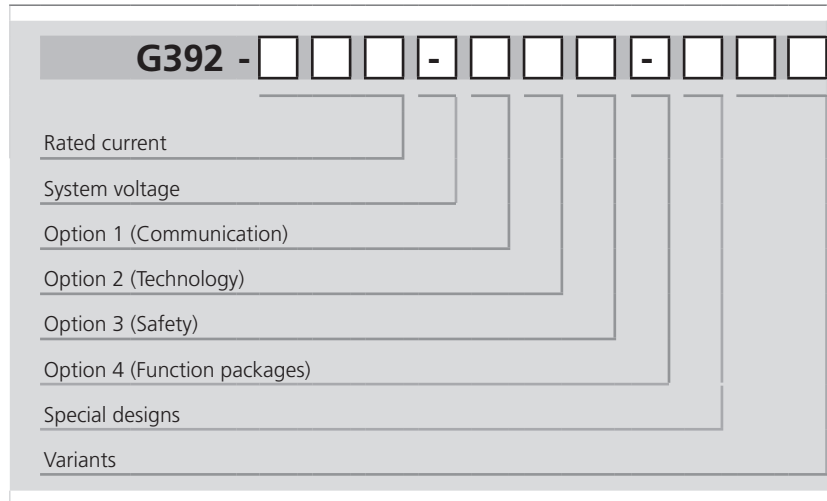 G392 - - -
Rated current
System voltage
Option 1 (Communication)
Option 2 (Technology)
Option 3 (Safety)
Option 4 (Function packages)
Special designs
Variants